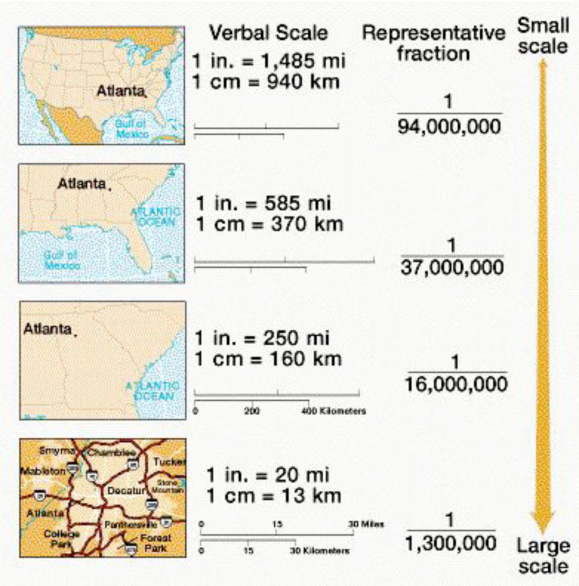 Verbal Scale
Representative
fraction
Small
scale
Atlanta
Gulf of
Mexico
1 in. = 1,485 mi
1 cm = 940 km
1
94,000,000
Atlanta
ATLANTIC
OCEAN
Gulf of
Mexico
1 in. = 585 mi
1 cm = 370 km
1
37,000,000
Atlanta
ATLANTIC
OCEAN
1 in. = 250 mi
1 cm = 160 km
0 200 400 Kilometers
1
16,000,000
Smyrna
Chamblee
Tucker
Mableton
Stone
Mountain
Decatur
Atlanta
Panthersville
College
Park
Forest
Park
1 in. = 20 mi
1 cm = 13 km
0 15 30 Miles
0 15 30 Kilometers
1
1,300,000
Large
scale